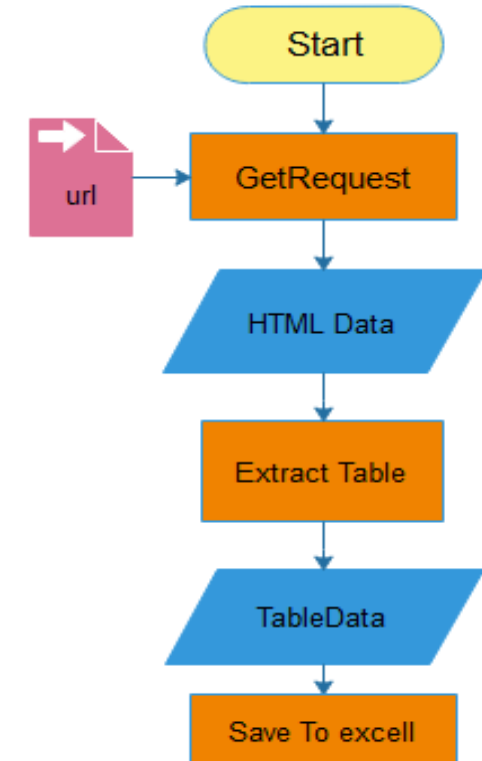 Start
url
GetRequest
HTML Data
Extract Table
TableData
Save To excell